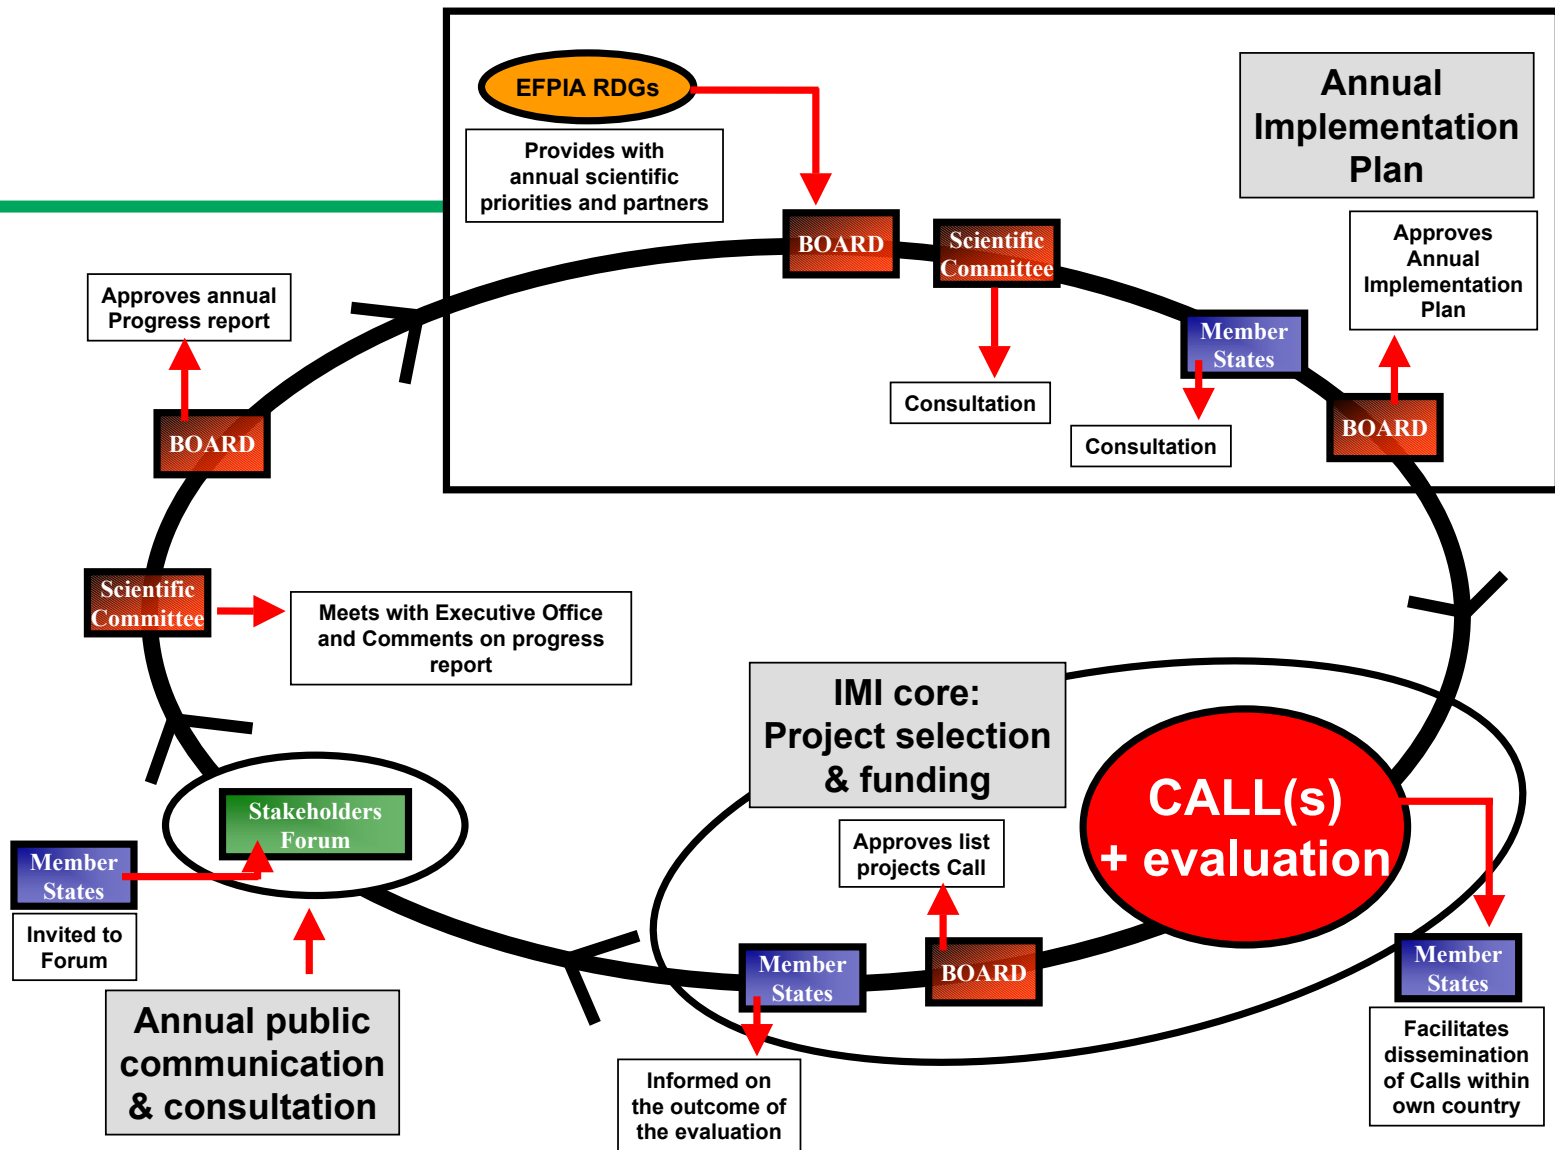 EFPIA RDGs
Provides with
annual scientific
priorities and partners
Annual
Implementation
Plan
BOARD
Scientific
Committee
Approves
Annual
Implementation
Plan
Approves annual
Progress report
Member
States
Consultation
Consultation
BOARD
BOARD
Scientific
Committee
Meets with Executive Office
and Comments on progress
report
IMI core:
Project selection
& funding
CALL(s)
+ evaluation
Stakeholders
Forum
Approves list
projects Call
Member
States
Invited to
Forum
Member
States
BOARD
Member
States
Annual public
communication
& consultation
Informed on
the outcome of
the evaluation
Facilitates
dissemination
of Calls within
own country